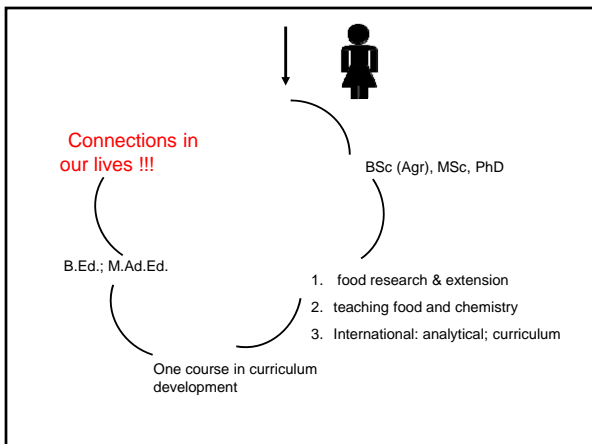 Connections in
our lives !!!
BSc (Agr), MSc, PhD
B.Ed.; M.Ad.Ed.
1. food research & extension
2. teaching food and chemistry
3. International: analytical; curriculum
One course in curriculum
development